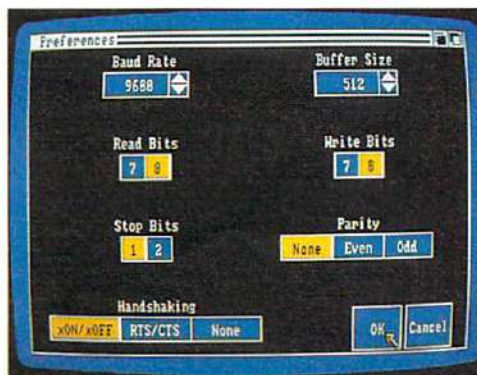 Preferences
Baud Rate
9600
Buffer Size
512
Read Bits
7 8
Write Bits
7 8
Stop Bits
1 2
Parity
None Even Odd
Handshaking
xON/xOFF RTS/CTS None
OK Cancel